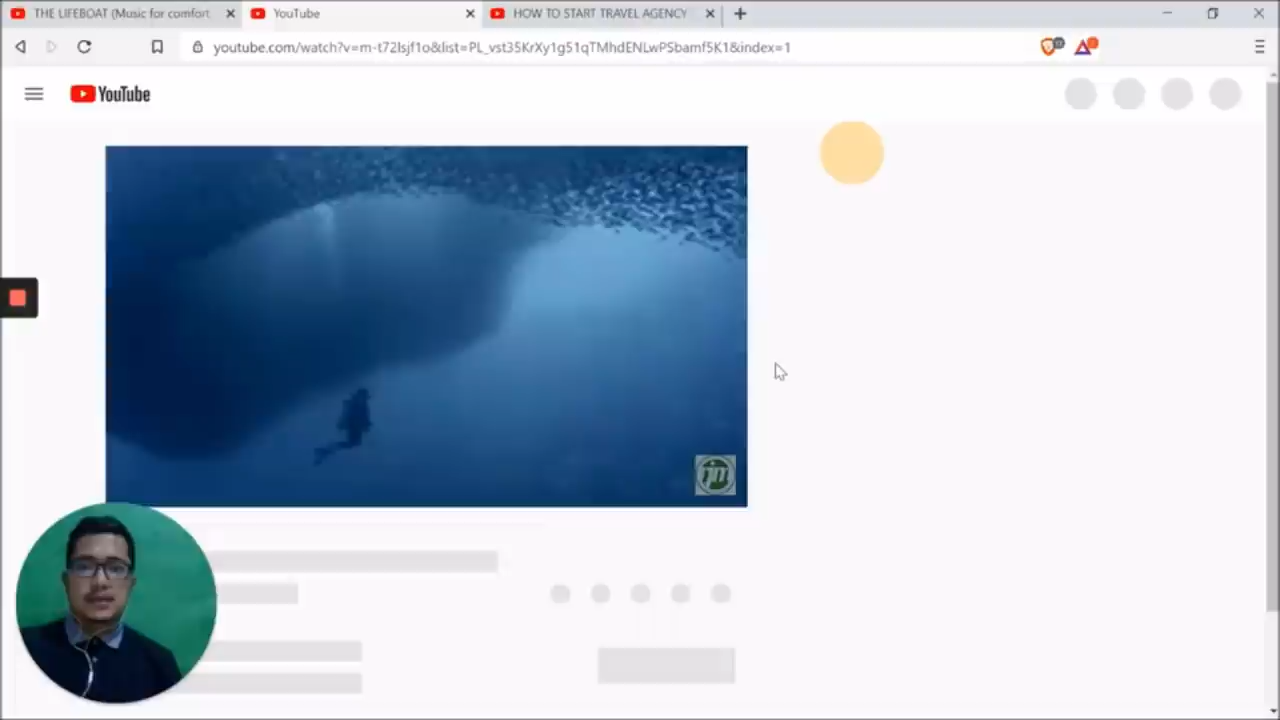 THE LIFEBOAT (Music for comfort
YouTube
HOW TO START TRAVEL AGENCY
youtube.com/watch?v=m-t72lsjf1o&list=PL_vst35KrXy1g51qTMhdENLwPSbamf5K1&index=1
YouTube